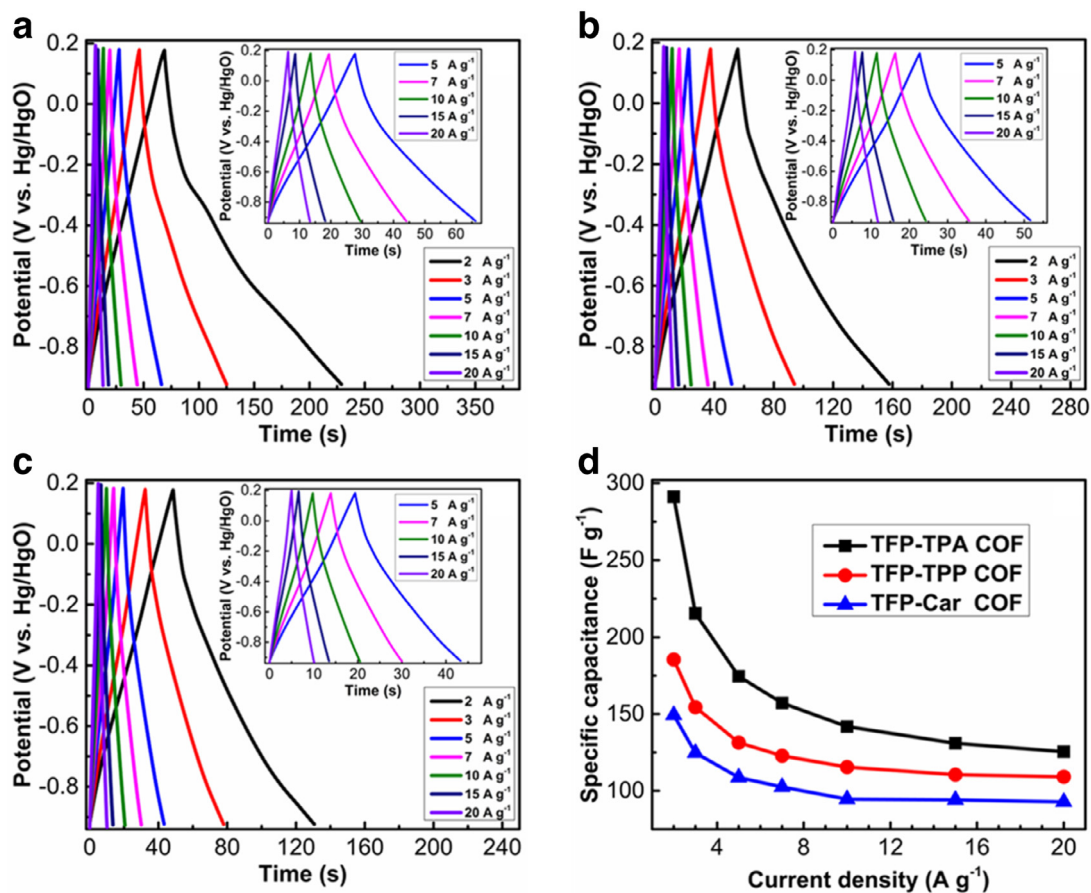 a
Potential (V vs. Hg/HgO)
0.2
0.0
-0.2
-0.4
-0.6
-0.8
0 50 100 150 200 250 300 350
Time (s)
2 A g⁻¹
3 A g⁻¹
5 A g⁻¹
7 A g⁻¹
10 A g⁻¹
15 A g⁻¹
20 A g⁻¹
Potential (V vs. Hg/HgO)
0.2
0.0
-0.2
-0.4
-0.6
-0.8
0 10 20 30 40 50 60
Time (s)
5 A g⁻¹
7 A g⁻¹
10 A g⁻¹
15 A g⁻¹
20 A g⁻¹
b
Potential (V vs. Hg/HgO)
0.2
0.0
-0.2
-0.4
-0.6
-0.8
0 40 80 120 160 200 240 280
Time (s)
2 A g⁻¹
3 A g⁻¹
5 A g⁻¹
7 A g⁻¹
10 A g⁻¹
15 A g⁻¹
20 A g⁻¹
Potential (V vs. Hg/HgO)
0.2
0.0
-0.2
-0.4
-0.6
-0.8
0 10 20 30 40 50
Time (s)
5 A g⁻¹
7 A g⁻¹
10 A g⁻¹
15 A g⁻¹
20 A g⁻¹
c
Potential (V vs. Hg/HgO)
0.2
0.0
-0.2
-0.4
-0.6
-0.8
0 40 80 120 160 200 240
Time (s)
2 A g⁻¹
3 A g⁻¹
5 A g⁻¹
7 A g⁻¹
10 A g⁻¹
15 A g⁻¹
20 A g⁻¹
Potential (V vs. Hg/HgO)
0.2
0.0
-0.2
-0.4
-0.6
-0.8
0 10 20 30 40
Time (s)
5 A g⁻¹
7 A g⁻¹
10 A g⁻¹
15 A g⁻¹
20 A g⁻¹
d
Specific capacitance (F g⁻¹)
300
250
200
150
100
4 8 12 16 20
Current density (A g⁻¹)
TFP-TPA COF
TFP-TPP COF
TFP-Car COF